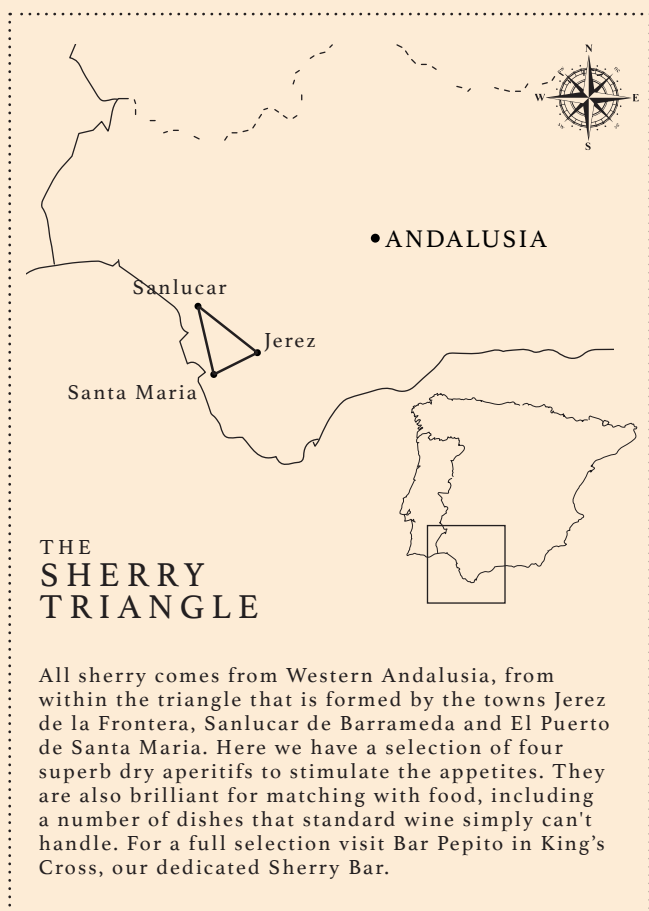 N
W E
S
ANDALUSIA
Sanlucar
Jerez
Santa Maria
THE
SHERRY
TRIANGLE
All sherry comes from Western Andalusia, from
within the triangle that is formed by the towns Jerez
de la Frontera, Sanlucar de Barrameda and El Puerto
de Santa Maria. Here we have a selection of four
superb dry aperitifs to stimulate the appetites. They
are also brilliant for matching with food, including
a number of dishes that standard wine simply can't
handle. For a full selection visit Bar Pepito in King’s
Cross, our dedicated Sherry Bar.